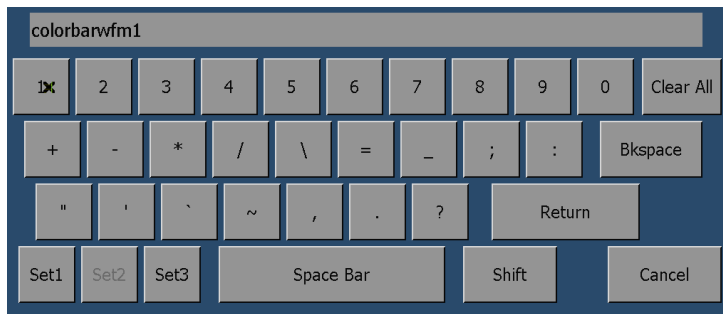 colorbarwfm1
1 2 3 4 5 6 7 8 9 0 Clear All
+ - * / \ = _ ; : Bkspace
" ' ` ~ , . ? Return
Set1 Set2 Set3 Space Bar Shift Cancel